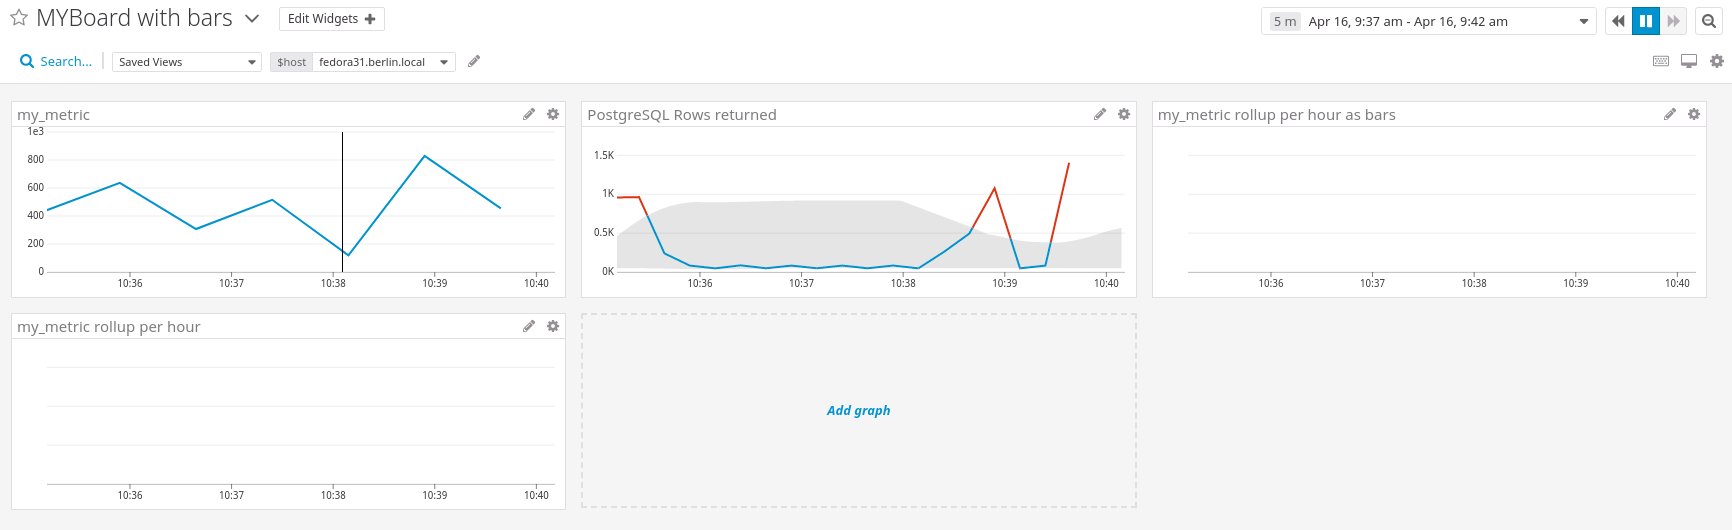 MYBoard with bars
Edit Widgets
5 m Apr 16, 9:37 am - Apr 16, 9:42 am
Search...
Saved Views
$host fedora31.berlin.local
my_metric
1e3
800
600
400
200
0
10:36 10:37 10:38 10:39 10:40
PostgreSQL Rows returned
1.5K
1K
0.5K
0K
10:36 10:37 10:38 10:39 10:40
my_metric rollup per hour as bars
10:36 10:37 10:38 10:39 10:40
my_metric rollup per hour
10:36 10:37 10:38 10:39 10:40
Add graph